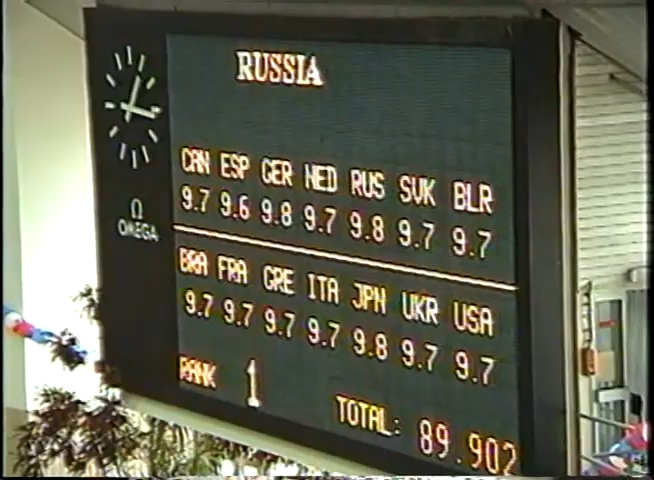 RUSSIA
CAN ESP GER NED RUS SVK BLR
9.7 9.6 9.8 9.7 9.8 9.7 9.7
Ω
OMEGA
BRA FRA GRE ITA JPN UKR USA
9.7 9.7 9.7 9.7 9.8 9.7 9.7
RANK 1
TOTAL: 89.902